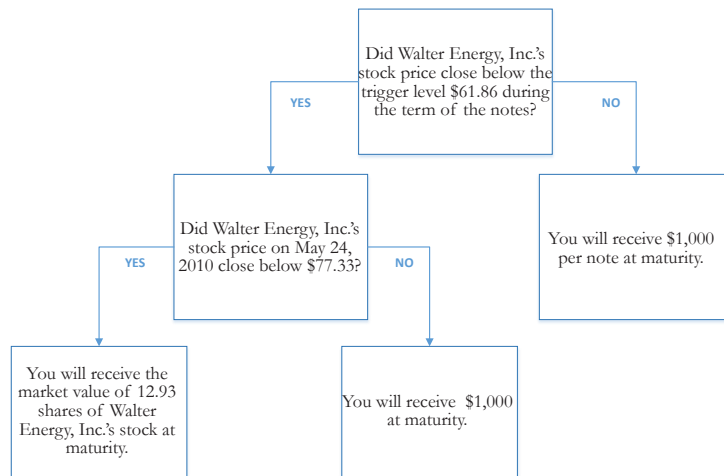 Did Walter Energy, Inc.'s
stock price close below the
trigger level $61.86 during
the term of the notes?
YES
NO
Did Walter Energy, Inc.'s
stock price on May 24,
2010 close below $77.33?
You will receive $1,000
per note at maturity.
YES
NO
You will receive the
market value of 12.93
shares of Walter
Energy, Inc.'s stock at
maturity.
You will receive $1,000
at maturity.